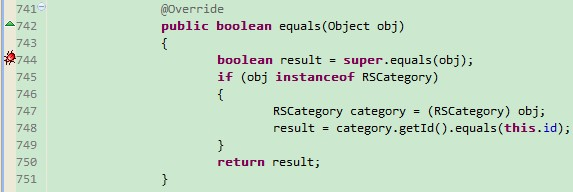 741 @Override
742 public boolean equals(Object obj)
743 {
744 boolean result = super.equals(obj);
745 if (obj instanceof RSCategory)
746 {
747 RSCategory category = (RSCategory) obj;
748 result = category.getId().equals(this.id);
749 }
750 return result;
751 }